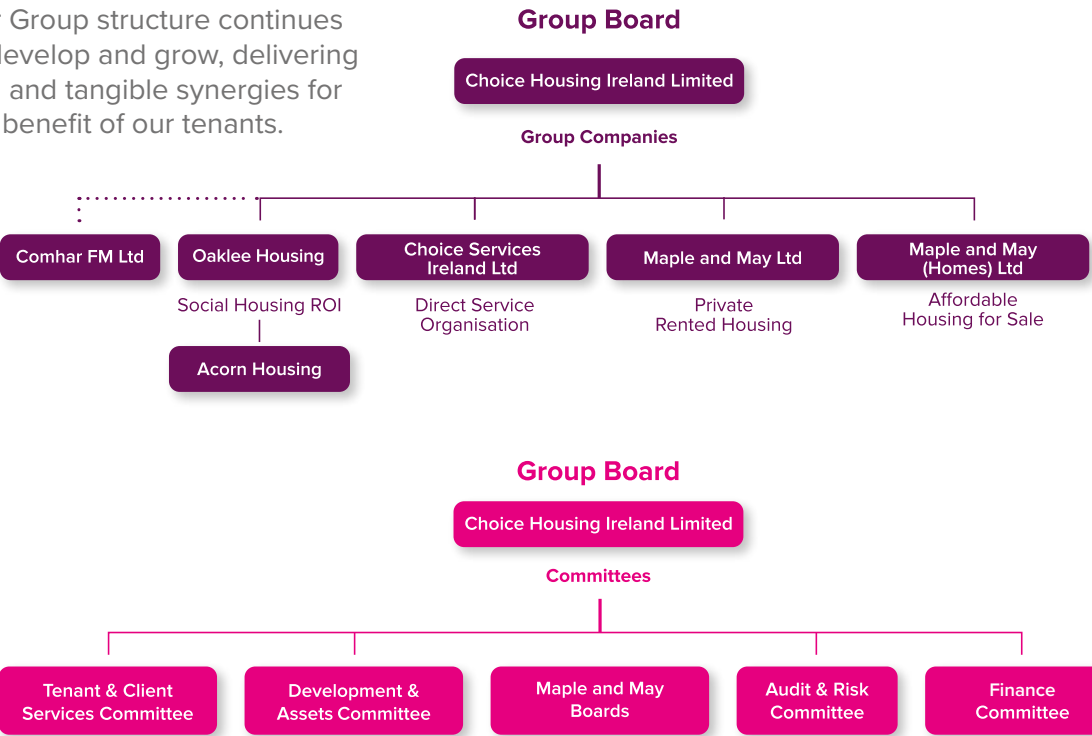 Group structure continues
develop and grow, delivering
and tangible synergies for
benefit of our tenants.
Group Board
Choice Housing Ireland Limited
Group Companies
Comhar FM Ltd
Oaklee Housing
Choice Services
Ireland Ltd
Maple and May Ltd
Maple and May
(Homes) Ltd
Social Housing ROI
Direct Service
Organisation
Private
Rented Housing
Affordable
Housing for Sale
Acorn Housing
Group Board
Choice Housing Ireland Limited
Committees
Tenant & Client
Services Committee
Development &
Assets Committee
Maple and May
Boards
Audit & Risk
Committee
Finance
Committee